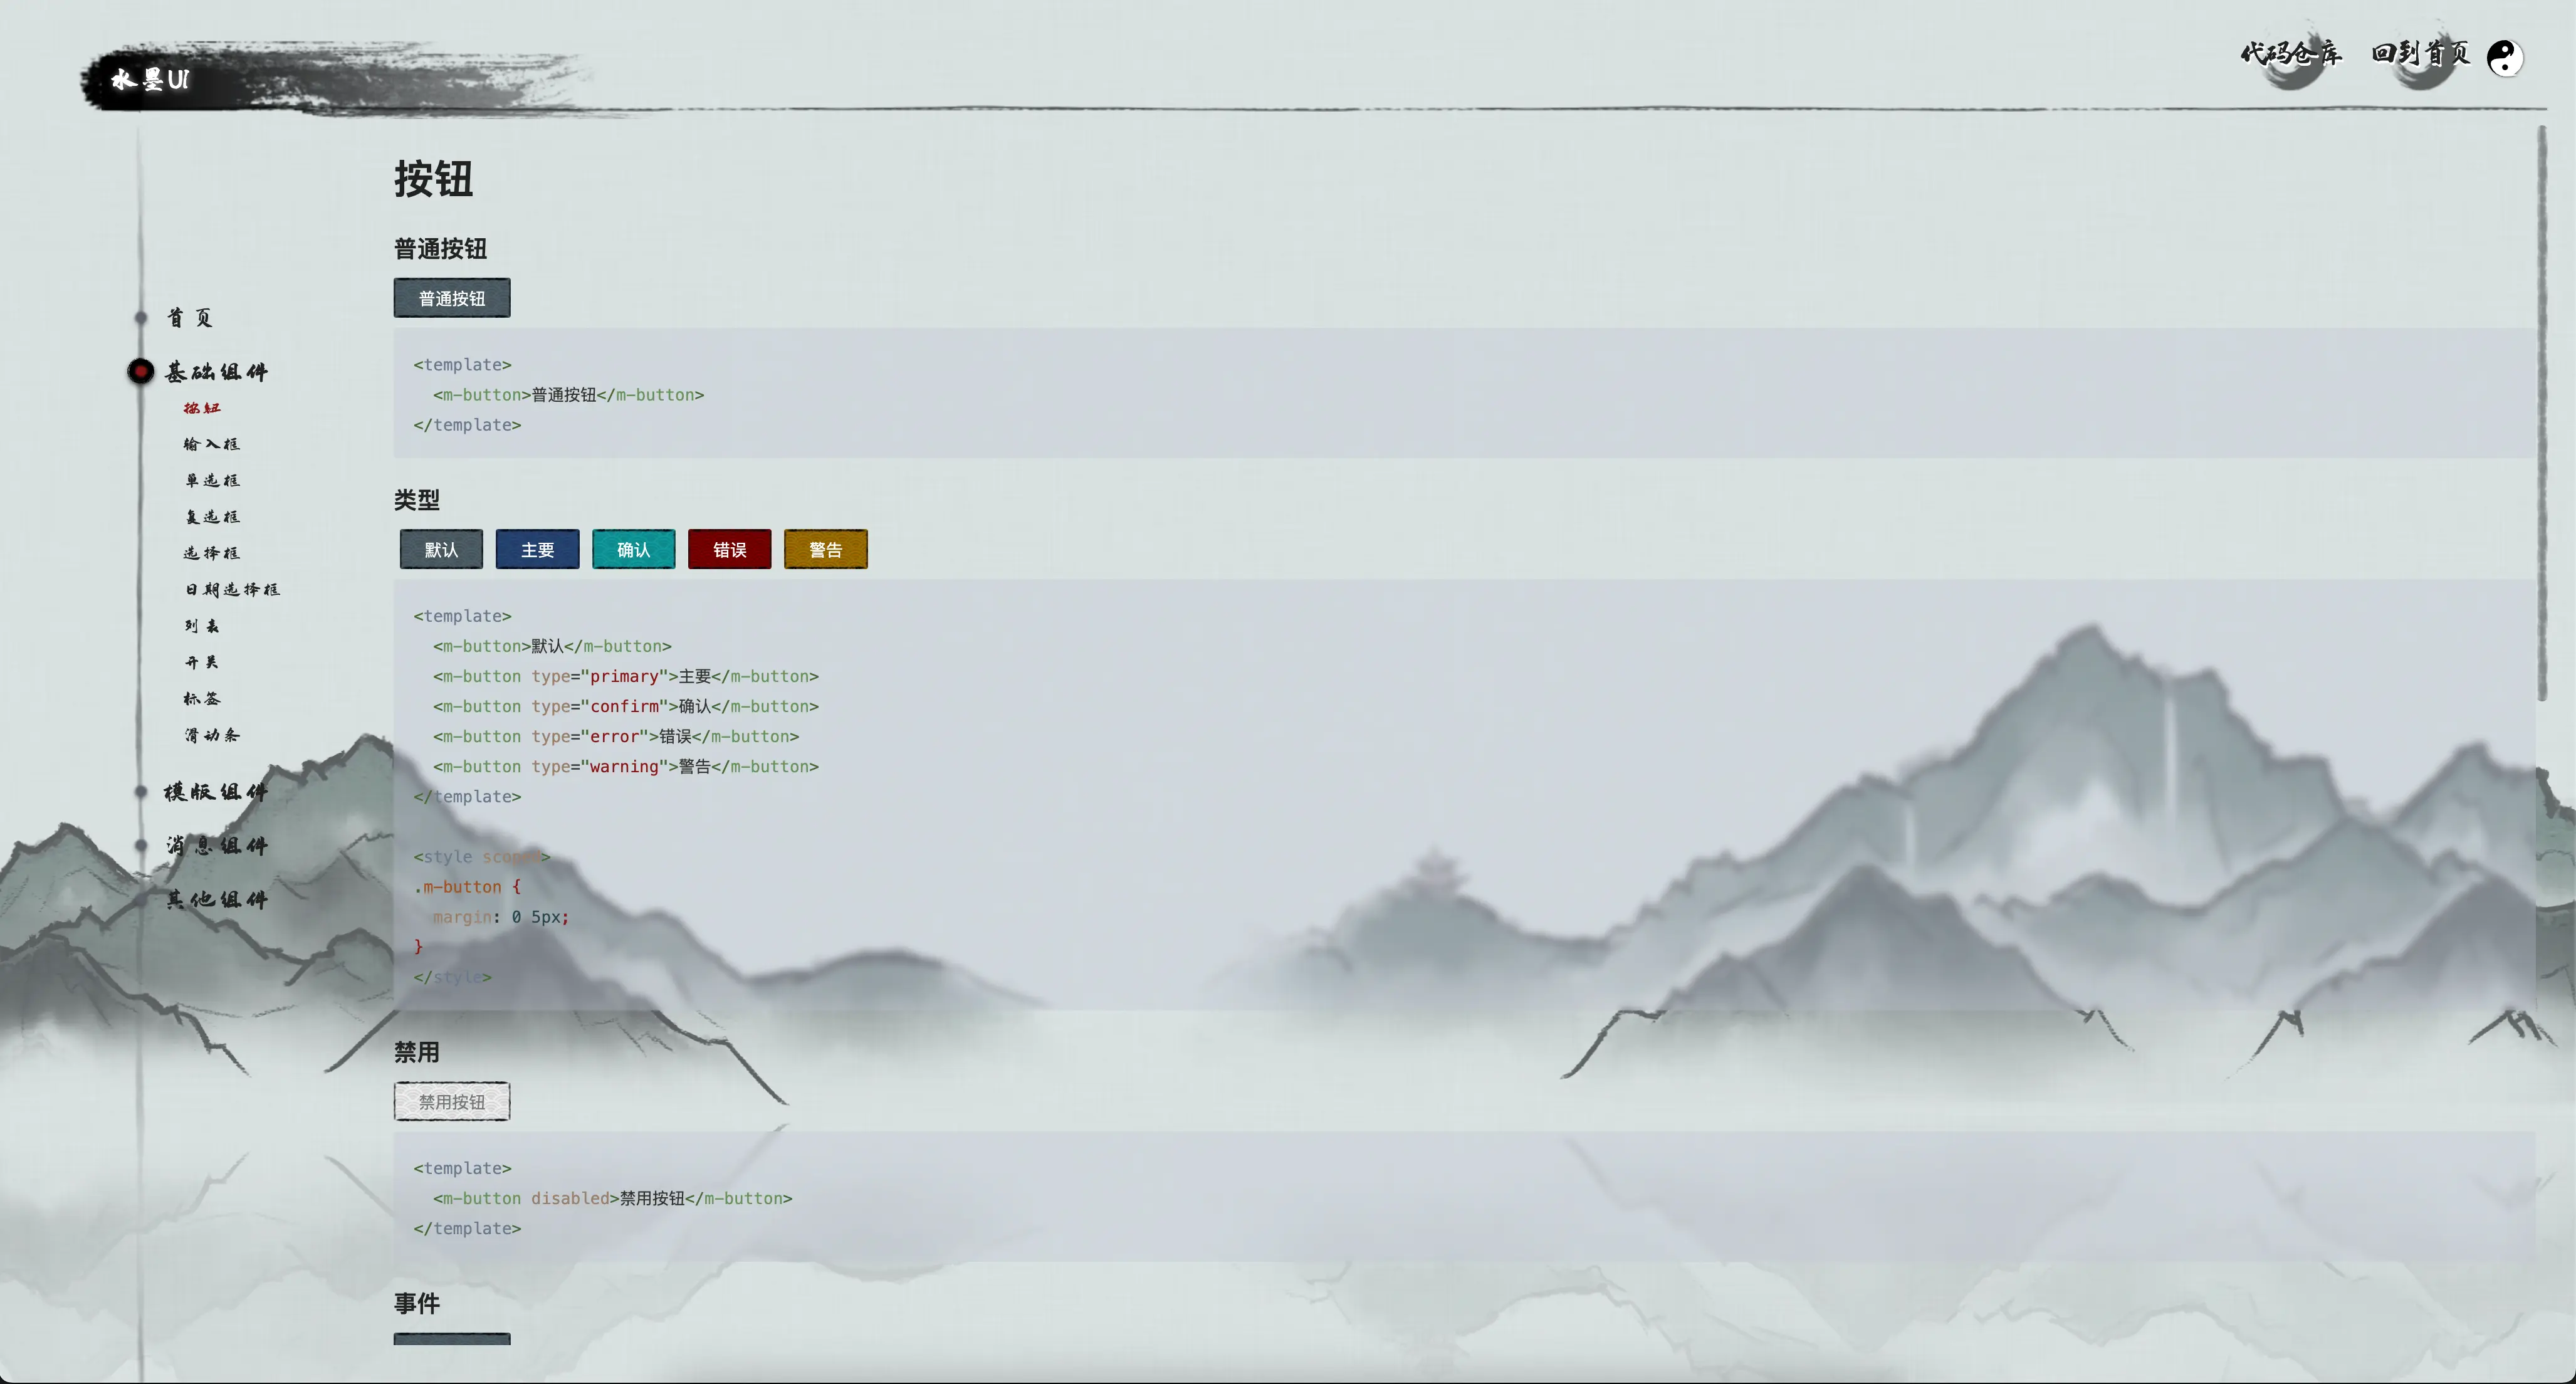 水墨UI
代码仓库
回到首页
首页
基础组件
按钮
输入框
单选框
复选框
选择框
日期选择框
列表
开关
标签
滑动条
模版组件
消息组件
其他组件
按钮
普通按钮
普通按钮
<template>
  <m-button>普通按钮</m-button>
</template>
类型
默认 主要 确认 错误 警告
<template>
  <m-button>默认</m-button>
  <m-button type="primary">主要</m-button>
  <m-button type="confirm">确认</m-button>
  <m-button type="error">错误</m-button>
  <m-button type="warning">警告</m-button>
</template>
<style scoped>
.m-button {
  margin: 0 5px;
}
</style>
禁用
禁用按钮
<template>
  <m-button disabled>禁用按钮</m-button>
</template>
事件